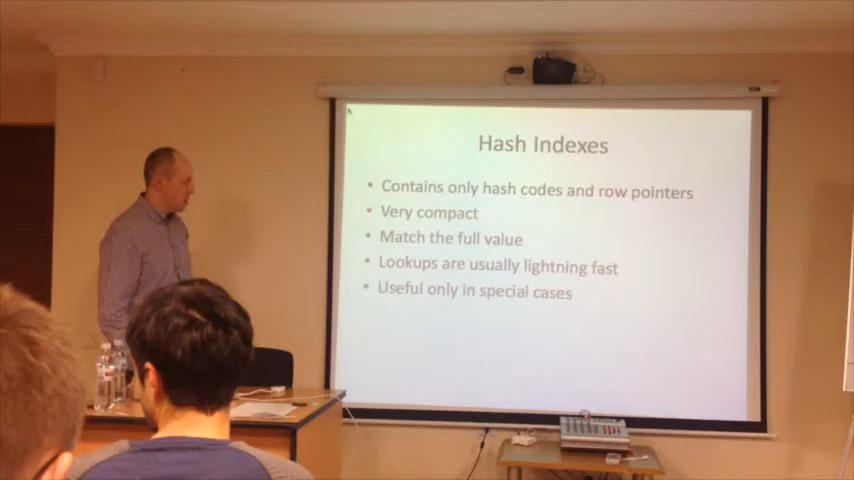 Hash Indexes
• Contains only hash codes and row pointers
• Very compact
• Match the full value
• Lookups are usually lightning fast
• Useful only in special cases